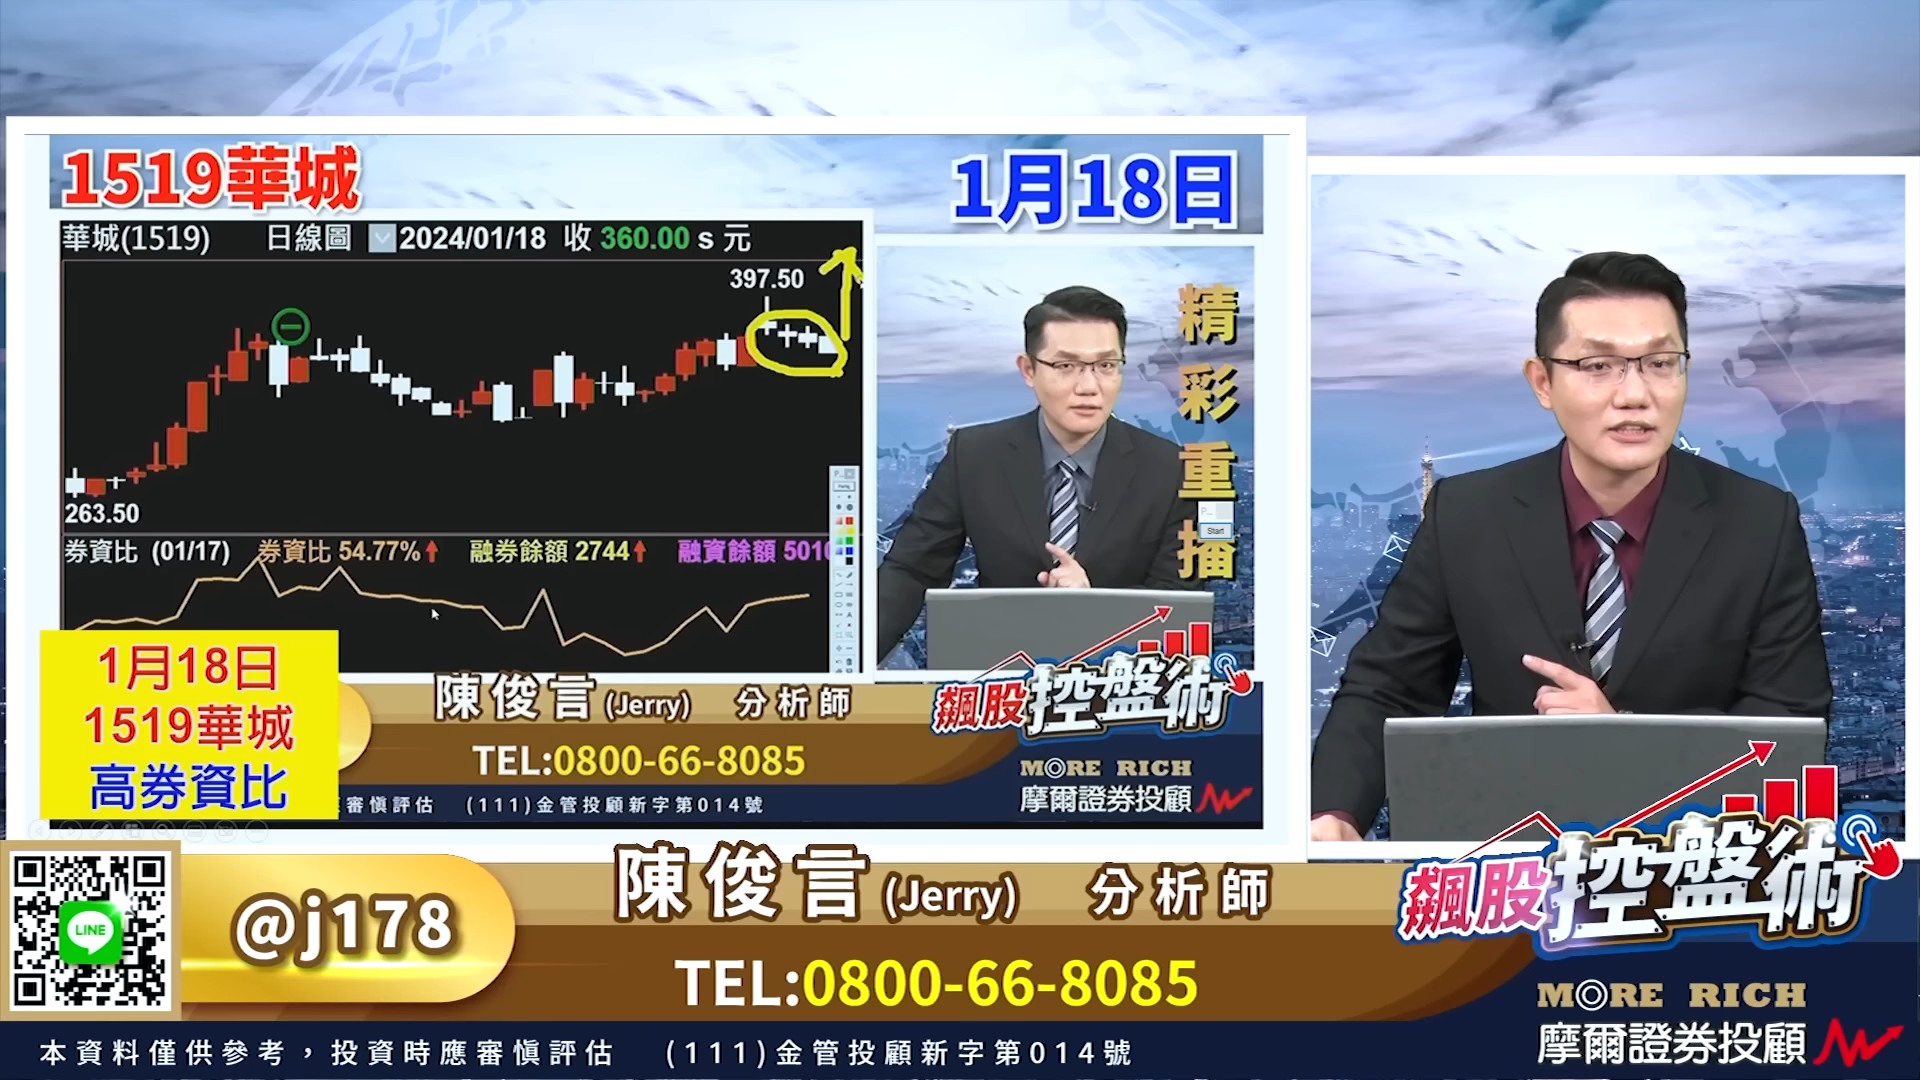 1519華城
1月18日
華城(1519) 日線圖 2024/01/18 收 360.00 s 元
397.50
263.50
券資比 (01/17) 券資比 54.77% 融券餘額 2744 融資餘額 501
精彩重播
Start
1月18日
1519華城
高券資比
陳俊言(Jerry) 分析師
TEL:0800-66-8085
審慎評估 (111)金管投顧新字第014號
飆股控盤術
MORE RICH
摩爾證券投顧
LINE
@j178
陳俊言(Jerry) 分析師
TEL:0800-66-8085
飆股控盤術
MORE RICH
摩爾證券投顧
本資料僅供參考，投資時應審慎評估 (111)金管投顧新字第014號